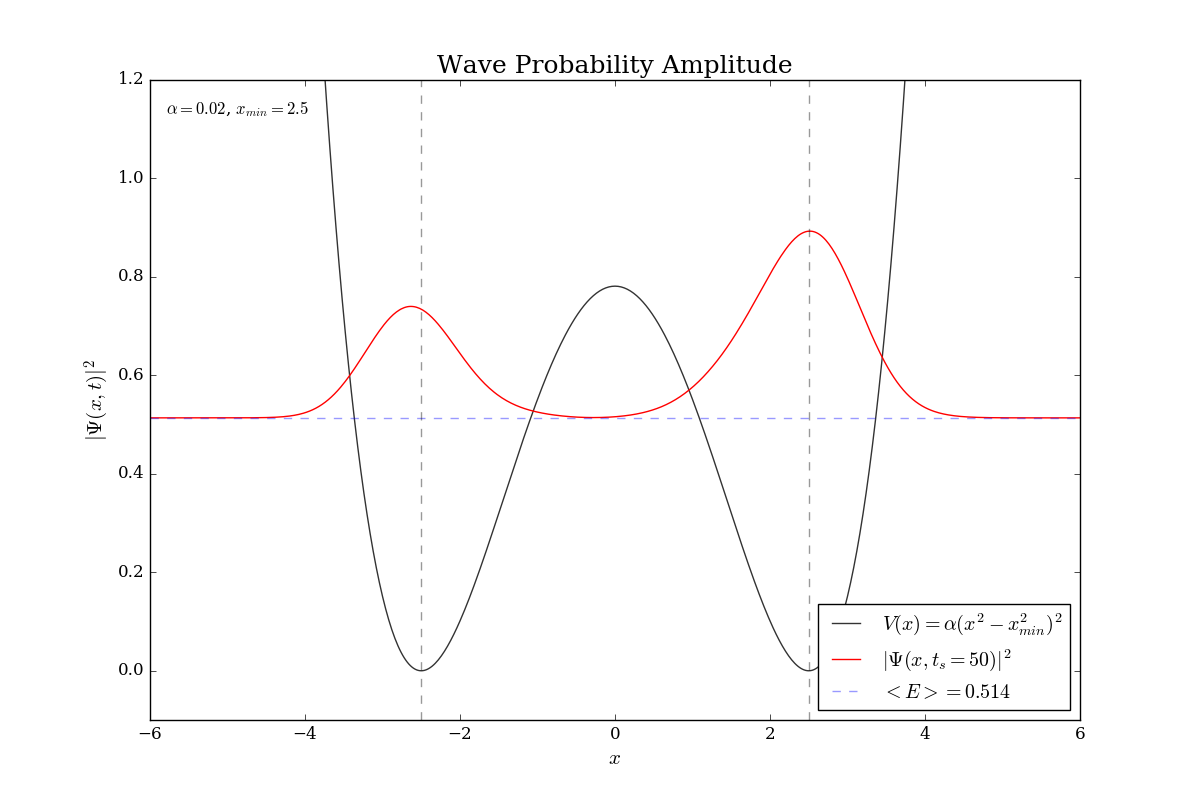 Wave Probability Amplitude
α = 0.02, x_min = 2.5
|Ψ(x, t)|²
1.2
1.0
0.8
0.6
0.4
0.2
0.0
V(x) = α(x² − x²_min)²
|Ψ(x, t_s = 50)|²
< E > = 0.514
−6
−4
−2
0
2
4
6
x